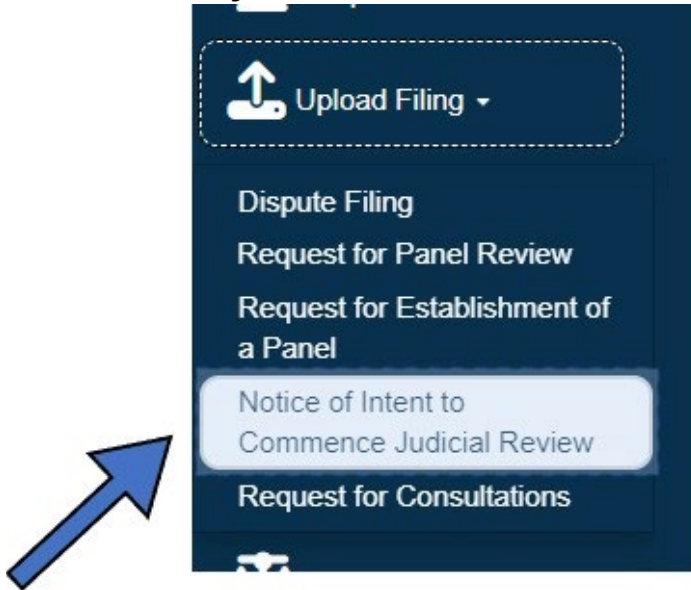 Upload Filing
Dispute Filing
Request for Panel Review
Request for Establishment of
a Panel
Notice of Intent to
Commence Judicial Review
Request for Consultations